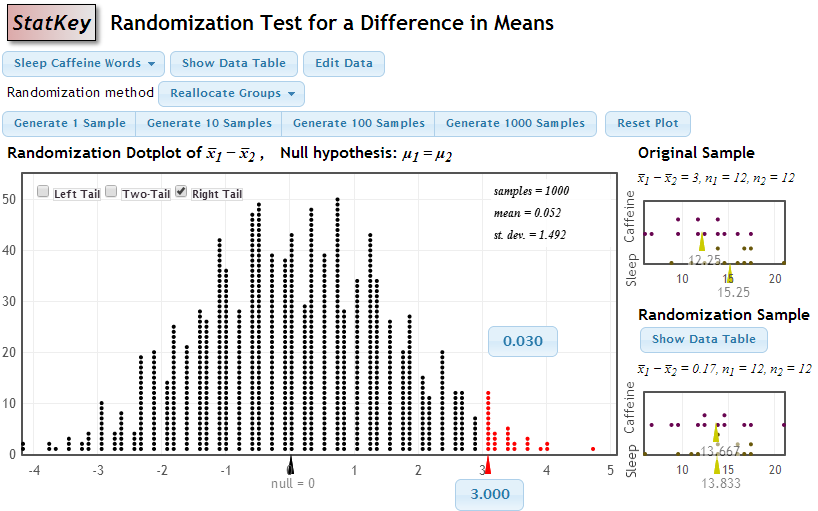 StatKey Randomization Test for a Difference in Means
Sleep Caffeine Words Show Data Table Edit Data
Randomization method Reallocate Groups
Generate 1 Sample Generate 10 Samples Generate 100 Samples Generate 1000 Samples Reset Plot
Randomization Dotplot of x̅1 − x̅2 , Null hypothesis: μ1 = μ2
Left Tail Two-Tail Right Tail
samples = 1000
mean = 0.052
st. dev. = 1.492
50
40
30
20
10
0
0.030
-4 -3 -2 -1 0 1 2 3 4 5
null = 0
3.000
Original Sample
x̅1 − x̅2 = 3, n1 = 12, n2 = 12
Caffeine
Sleep
12.25
10 15 20
15.25
Randomization Sample
Show Data Table
x̅1 − x̅2 = 0.17, n1 = 12, n2 = 12
Caffeine
Sleep
13.667
10 15 20
13.833